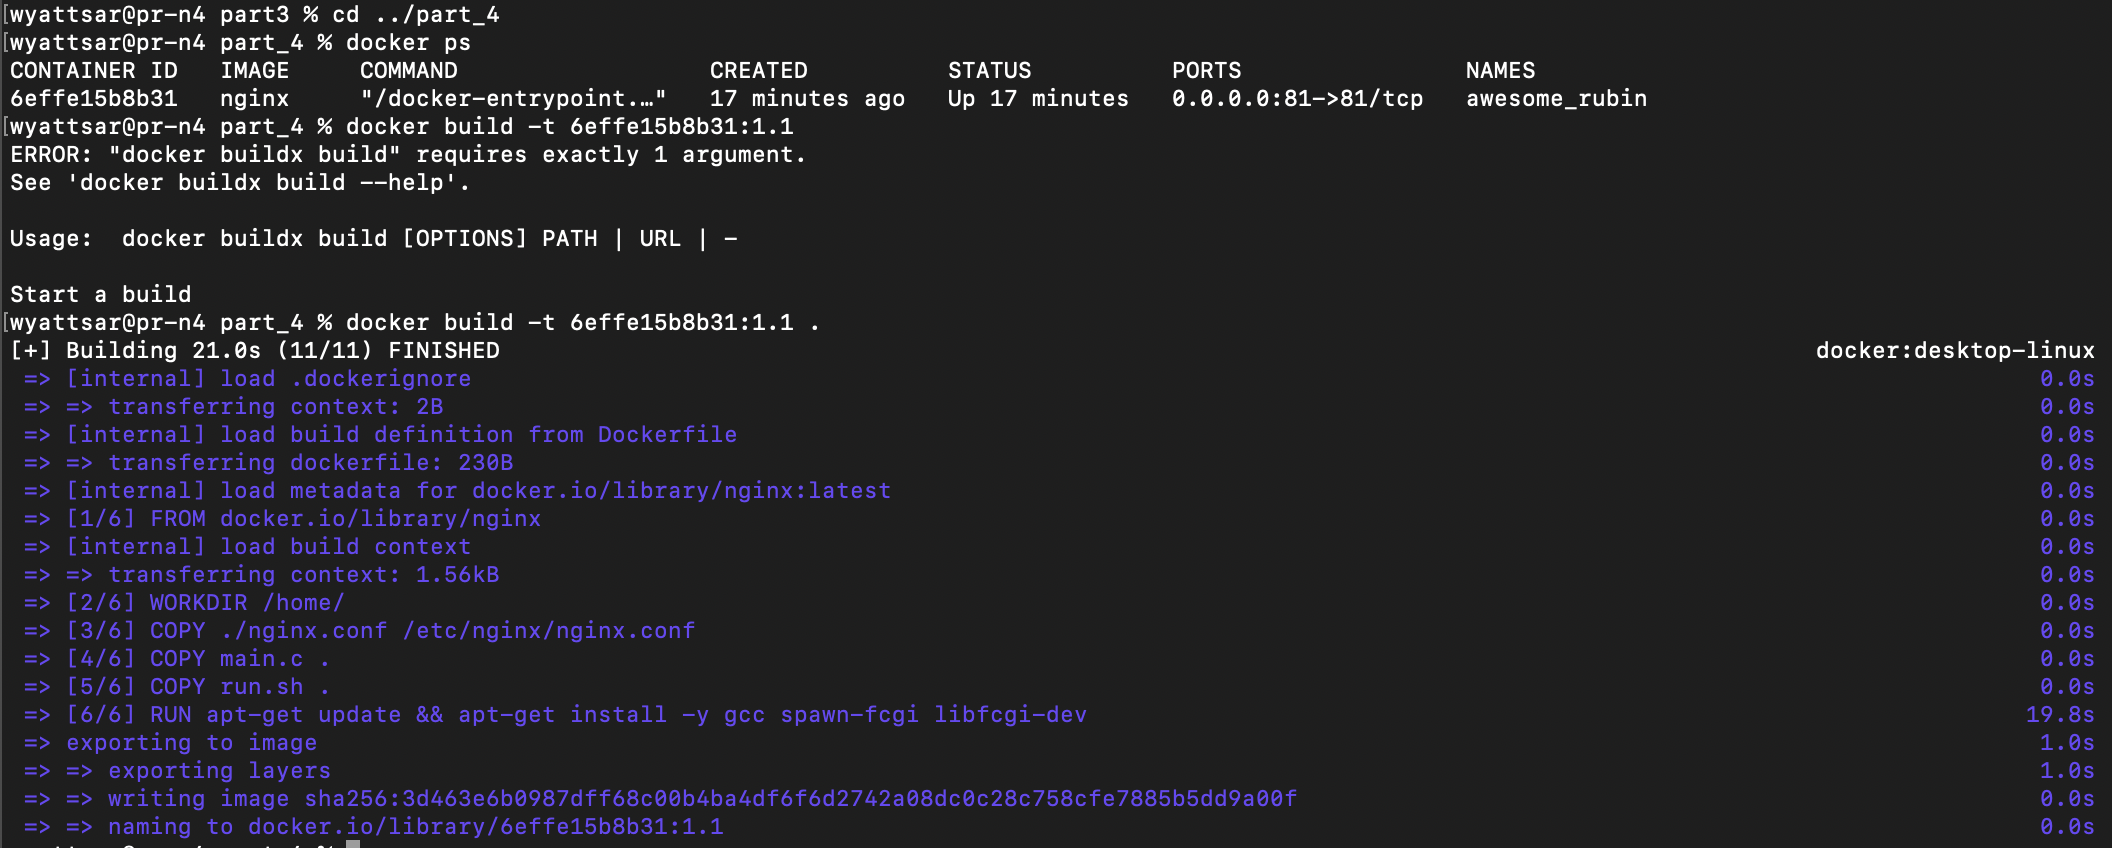 [wyattsar@pr-n4 part3 % cd ../part_4
[wyattsar@pr-n4 part_4 % docker ps
CONTAINER ID   IMAGE     COMMAND                  CREATED          STATUS          PORTS                NAMES
6effe15b8b31   nginx     "/docker-entrypoint.…"   17 minutes ago   Up 17 minutes   0.0.0.0:81->81/tcp   awesome_rubin
[wyattsar@pr-n4 part_4 % docker build -t 6effe15b8b31:1.1
ERROR: "docker buildx build" requires exactly 1 argument.
See 'docker buildx build --help'.
Usage:  docker buildx build [OPTIONS] PATH | URL | -
Start a build
[wyattsar@pr-n4 part_4 % docker build -t 6effe15b8b31:1.1 .
[+] Building 21.0s (11/11) FINISHED docker:desktop-linux
=> [internal] load .dockerignore 0.0s
=> => transferring context: 2B 0.0s
=> [internal] load build definition from Dockerfile 0.0s
=> => transferring dockerfile: 230B 0.0s
=> [internal] load metadata for docker.io/library/nginx:latest 0.0s
=> [1/6] FROM docker.io/library/nginx 0.0s
=> [internal] load build context 0.0s
=> => transferring context: 1.56kB 0.0s
=> [2/6] WORKDIR /home/ 0.0s
=> [3/6] COPY ./nginx.conf /etc/nginx/nginx.conf 0.0s
=> [4/6] COPY main.c . 0.0s
=> [5/6] COPY run.sh . 0.0s
=> [6/6] RUN apt-get update && apt-get install -y gcc spawn-fcgi libfcgi-dev 19.8s
=> exporting to image 1.0s
=> => exporting layers 1.0s
=> => writing image sha256:3d463e6b0987dff68c00b4ba4df6f6d2742a08dc0c28c758cfe7885b5dd9a00f 0.0s
=> => naming to docker.io/library/6effe15b8b31:1.1 0.0s